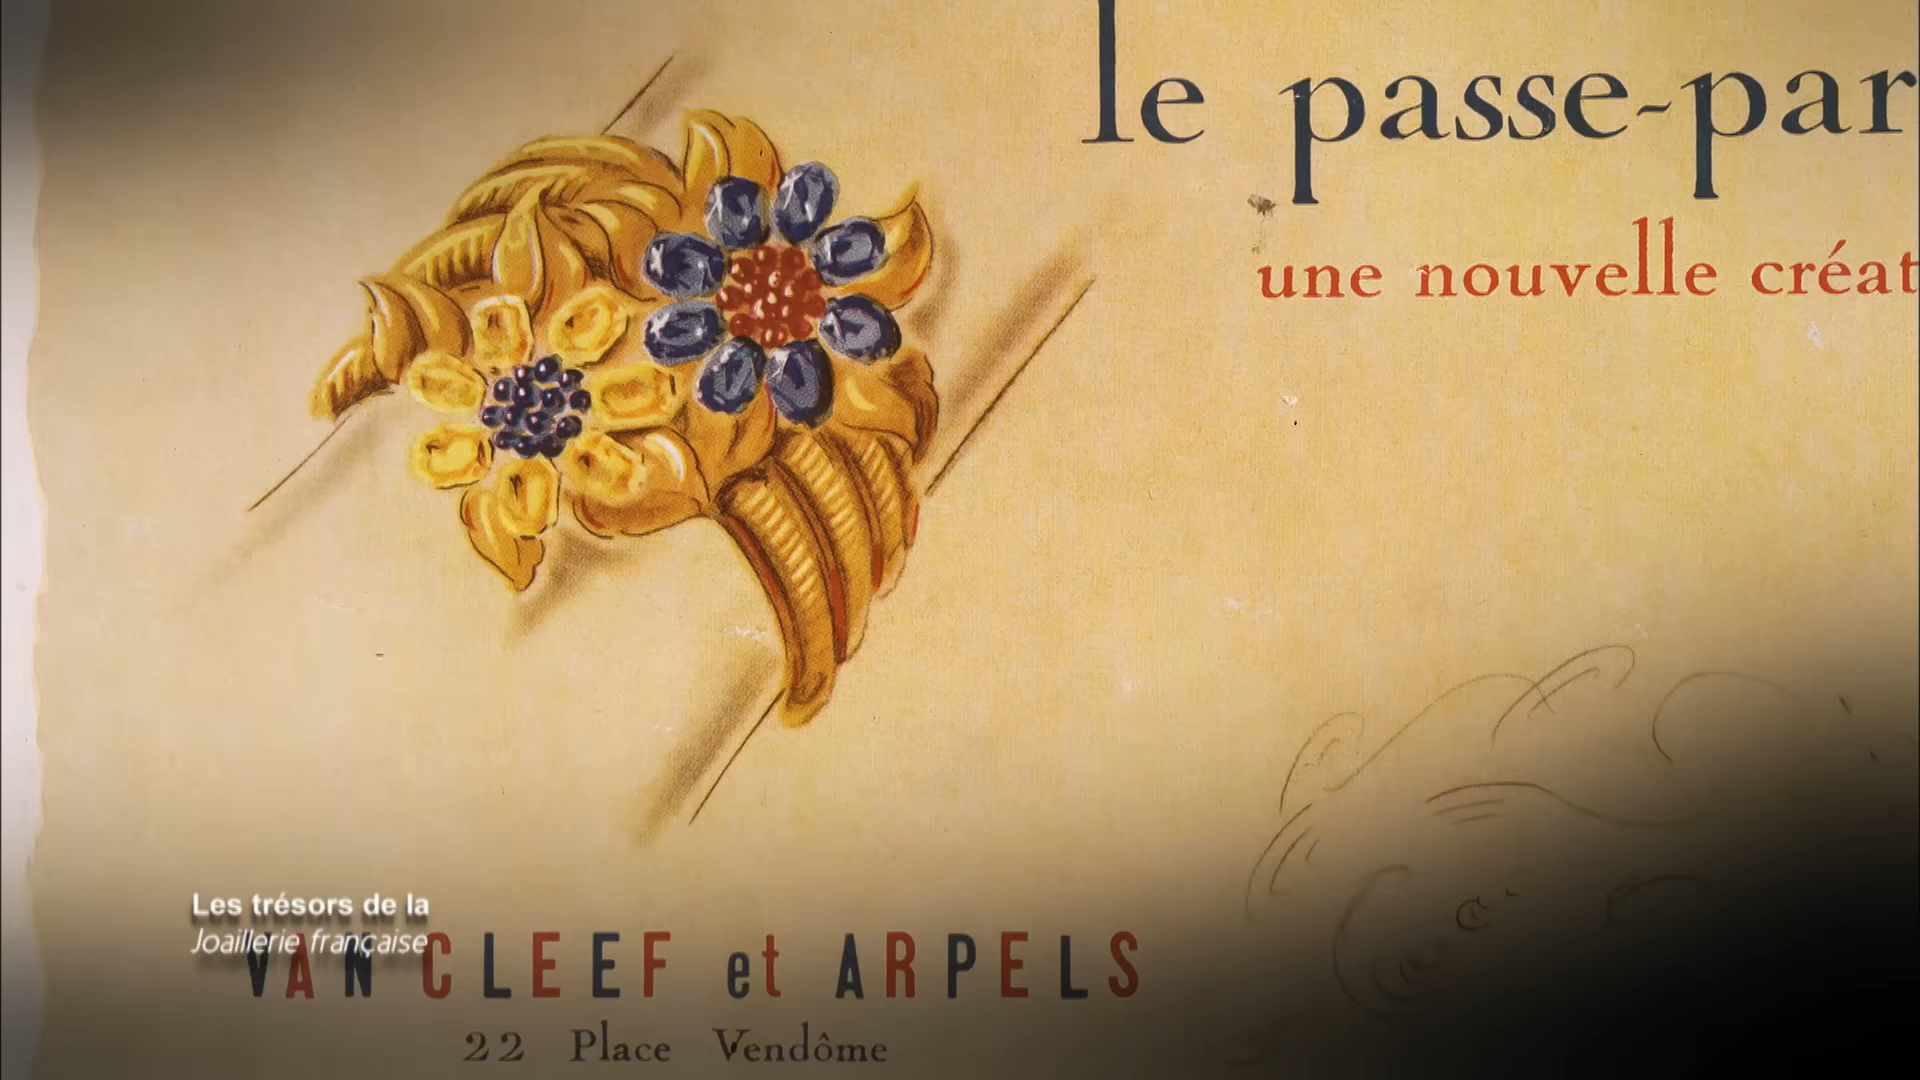 le passe-par
une nouvelle créat
Les trésors de la
Joaillerie française
VAN CLEEF et ARPELS
22 Place Vendôme